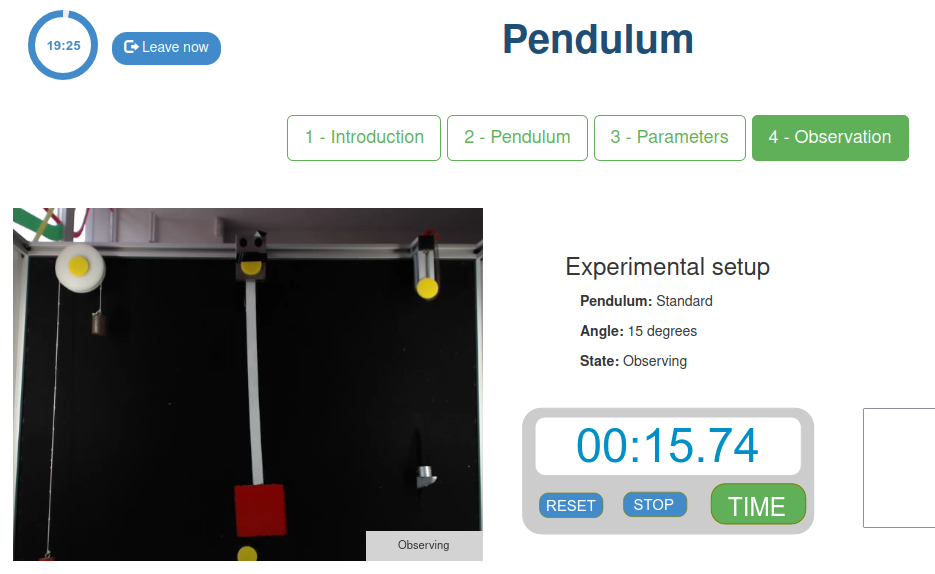 19:25
Leave now
Pendulum
1 - Introduction
2 - Pendulum
3 - Parameters
4 - Observation
Experimental setup
Pendulum: Standard
Angle: 15 degrees
State: Observing
00:15.74
RESET
STOP
TIME
Observing